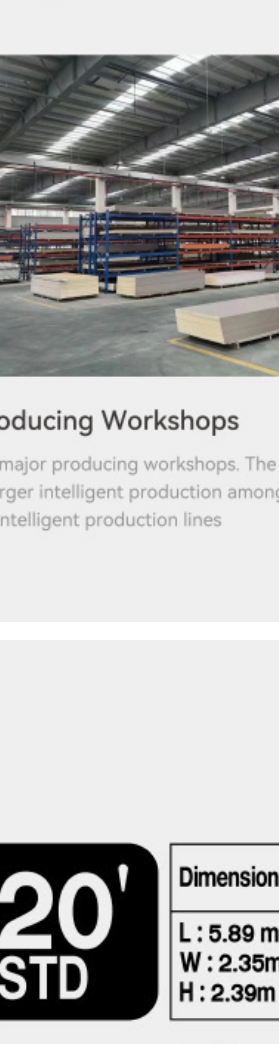 oducing Workshops
major producing workshops. The
rger intelligent production among
ntelligent production lines
20'
STD
Dimension
L : 5.89 m
W : 2.35m
H : 2.39m